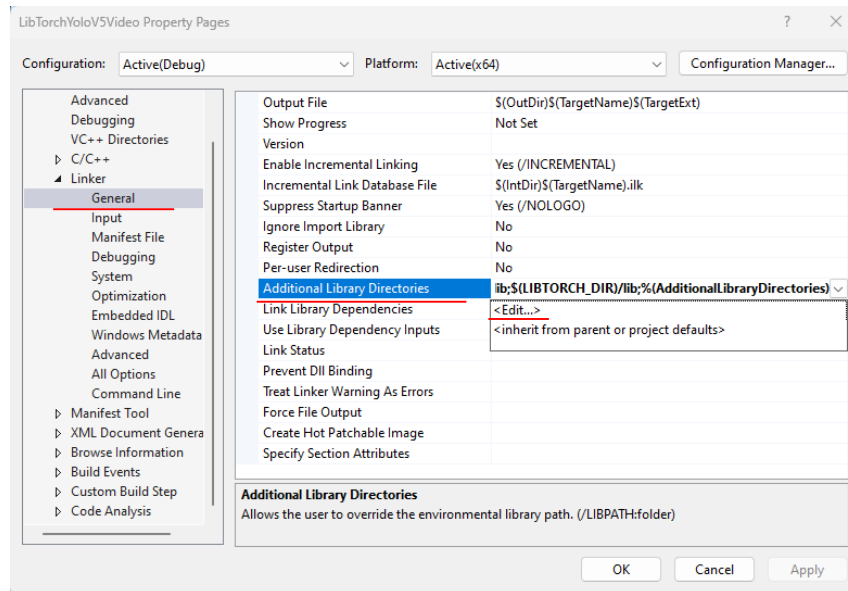 LibTorchYoloV5Video Property Pages
Configuration: Active(Debug) Platform: Active(x64) Configuration Manager...
Advanced
Debugging
VC++ Directories
C/C++
Linker
General
Input
Manifest File
Debugging
System
Optimization
Embedded IDL
Windows Metadata
Advanced
All Options
Command Line
Manifest Tool
XML Document Genera
Browse Information
Build Events
Custom Build Step
Code Analysis
Output File $(OutDir)$(TargetName)$(TargetExt)
Show Progress Not Set
Version
Enable Incremental Linking Yes (/INCREMENTAL)
Incremental Link Database File $(IntDir)$(TargetName).ilk
Suppress Startup Banner Yes (/NOLOGO)
Ignore Import Library No
Register Output No
Per-user Redirection No
Additional Library Directories lib;$(LIBTORCH_DIR)/lib;%(AdditionalLibraryDirectories)
Link Library Dependencies <Edit...>
Use Library Dependency Inputs <inherit from parent or project defaults>
Link Status
Prevent Dll Binding
Treat Linker Warning As Errors
Force File Output
Create Hot Patchable Image
Specify Section Attributes
Additional Library Directories
Allows the user to override the environmental library path. (/LIBPATH:folder)
OK Cancel Apply